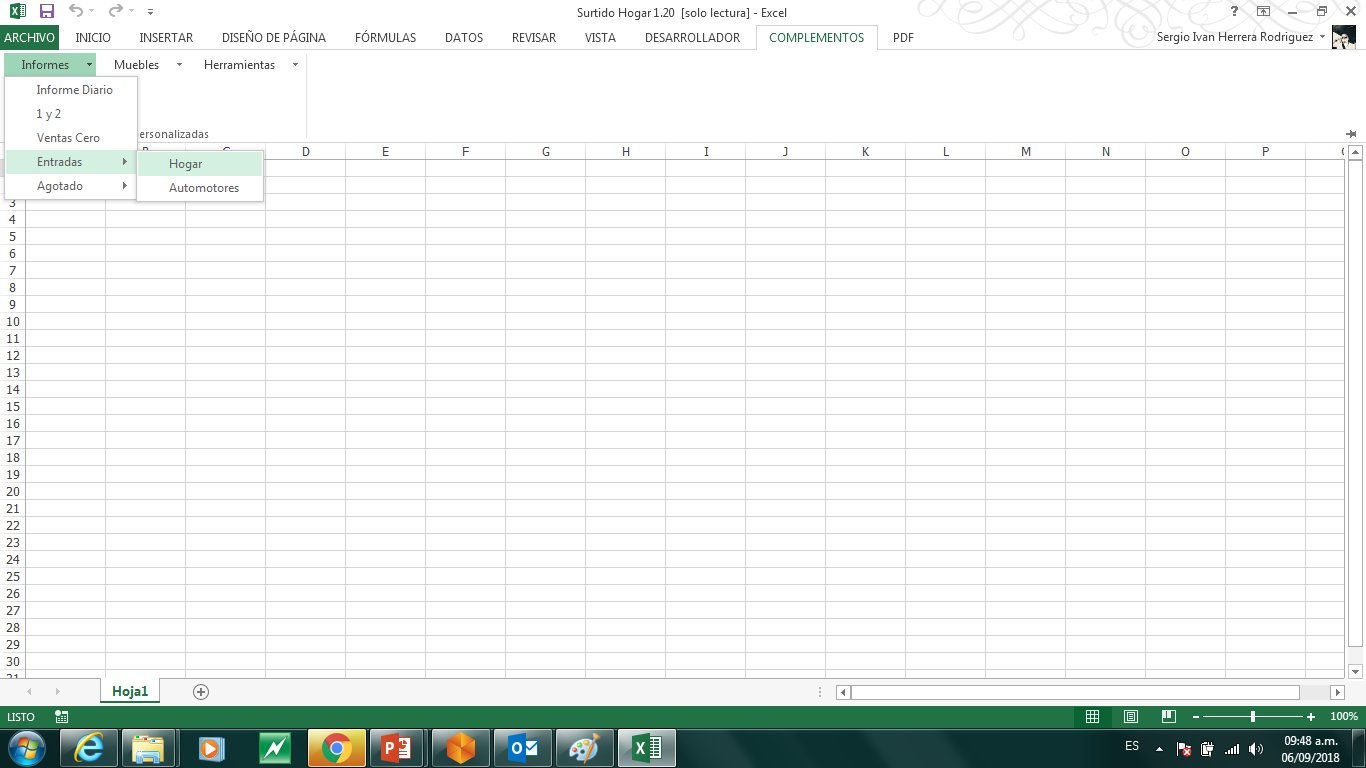 Surtido Hogar 1.20 [solo lectura] - Excel
ARCHIVO INICIO INSERTAR DISEÑO DE PÁGINA FÓRMULAS DATOS REVISAR VISTA DESARROLLADOR COMPLEMENTOS PDF Sergio Ivan Herrera Rodriguez
Informes Muebles Herramientas
Informe Diario
1 y 2
Ventas Cero
ersonalizadas
Entradas
Hogar
Agotado
Automotores
D E F G H I J K L M N O P
3
4
5
6
7
8
9
10
11
12
13
14
15
16
17
18
19
20
21
22
23
24
25
26
27
28
29
30
31
Hoja1
LISTO 100%
ES 09:48 a.m.
06/09/2018